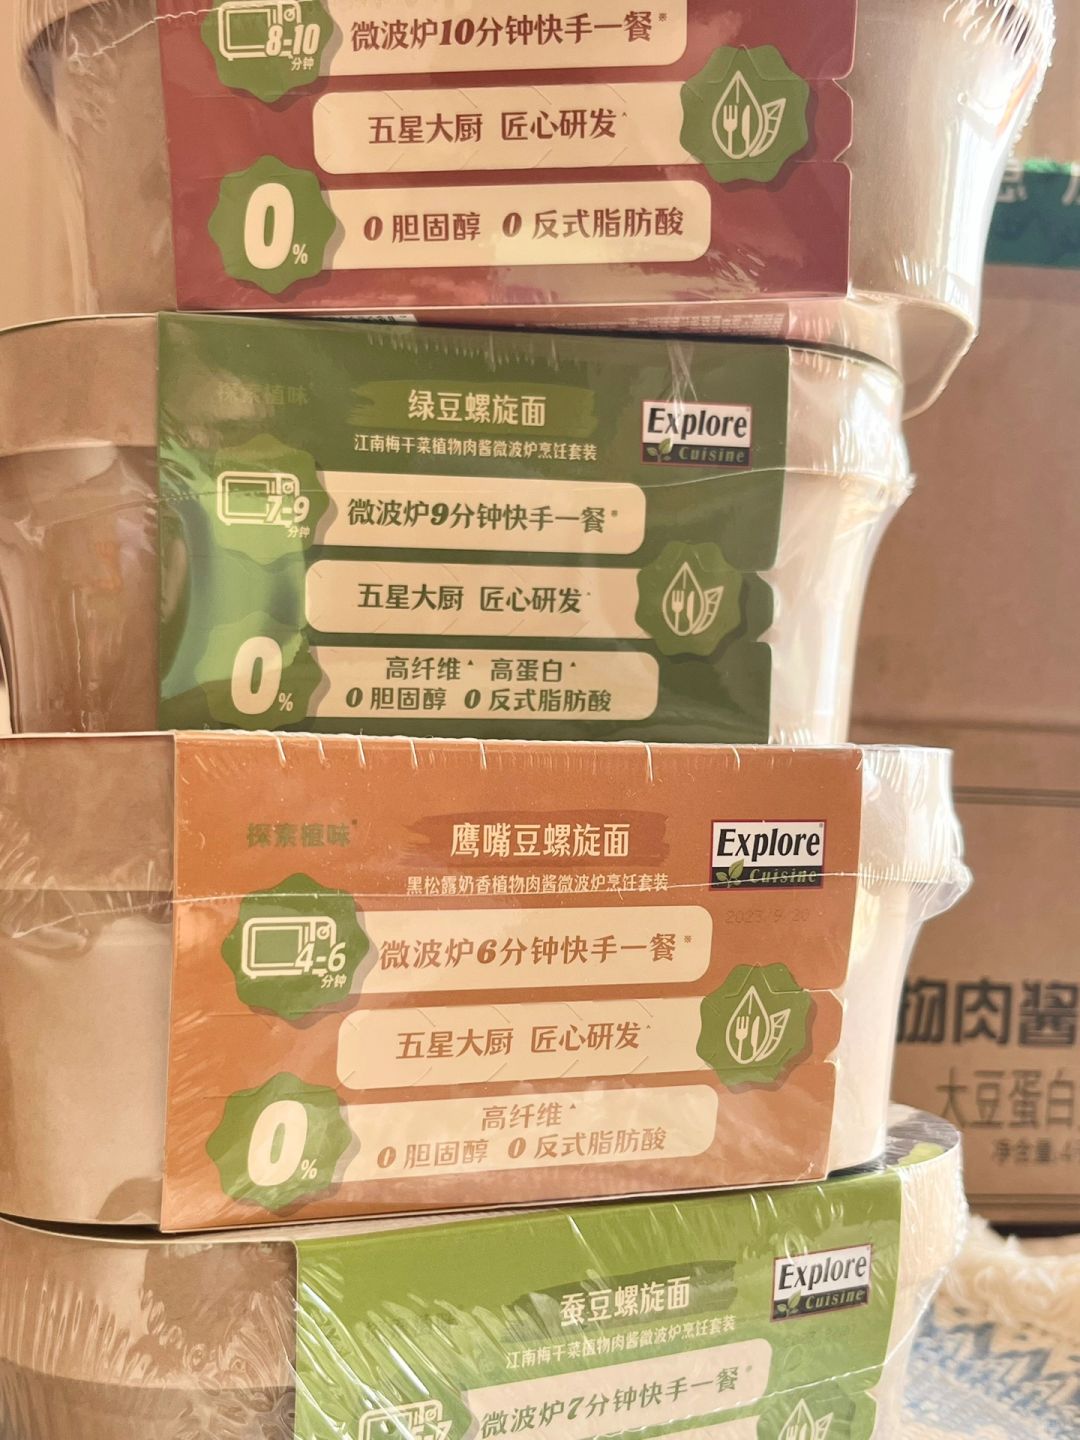 8-10
分钟
微波炉10分钟快手一餐※
五星大厨 匠心研发^
0%
0 胆固醇 0 反式脂肪酸
探索植味
绿豆螺旋面
江南梅干菜植物肉酱微波炉烹饪套装
Explore
Cuisine
7-9
分钟
微波炉9分钟快手一餐※
五星大厨 匠心研发^
0%
高纤维▲ 高蛋白▲
0 胆固醇 0 反式脂肪酸
探索植味
鹰嘴豆螺旋面
黑松露奶香植物肉酱微波炉烹饪套装
Explore
Cuisine
2023/9/20
4-6
分钟
微波炉6分钟快手一餐※
五星大厨 匠心研发^
0%
高纤维▲
0 胆固醇 0 反式脂肪酸
蚕豆螺旋面
江南梅干菜植物肉酱微波炉烹饪套装
Explore
Cuisine
微波炉7分钟快手一餐※
物肉酱
大豆蛋白
净含量